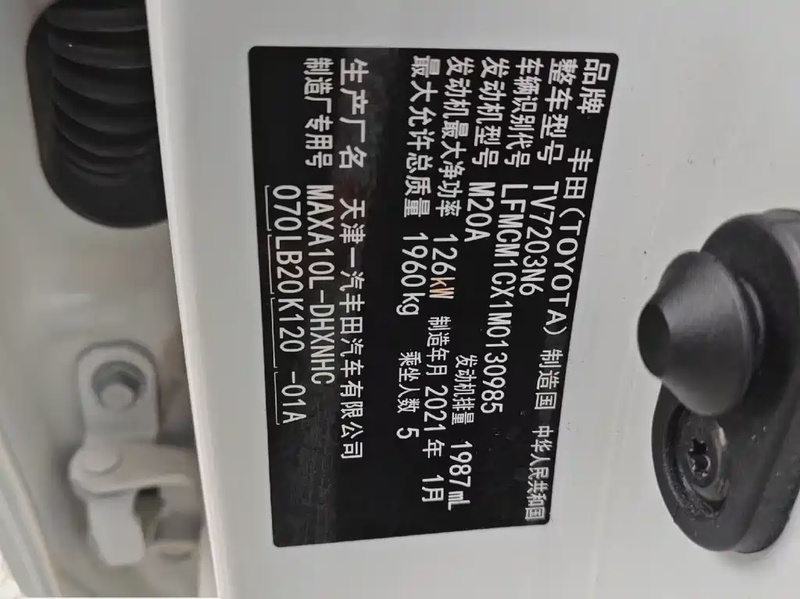 品牌 丰田(TOYOTA) 制造国 中华人民共和国
整车型号 TV7203N6
车辆识别代号 LFMCM1CX1M0130985
发动机型号 M20A 发动机排量 1987mL
发动机最大净功率 126kW 制造年月 2021年 1月
最大允许总质量 1960kg 乘坐人数 5
生产厂名 天津一汽丰田汽车有限公司
制造厂专用号 MAXA10L-DHXNHC
070LB20K120 -01A